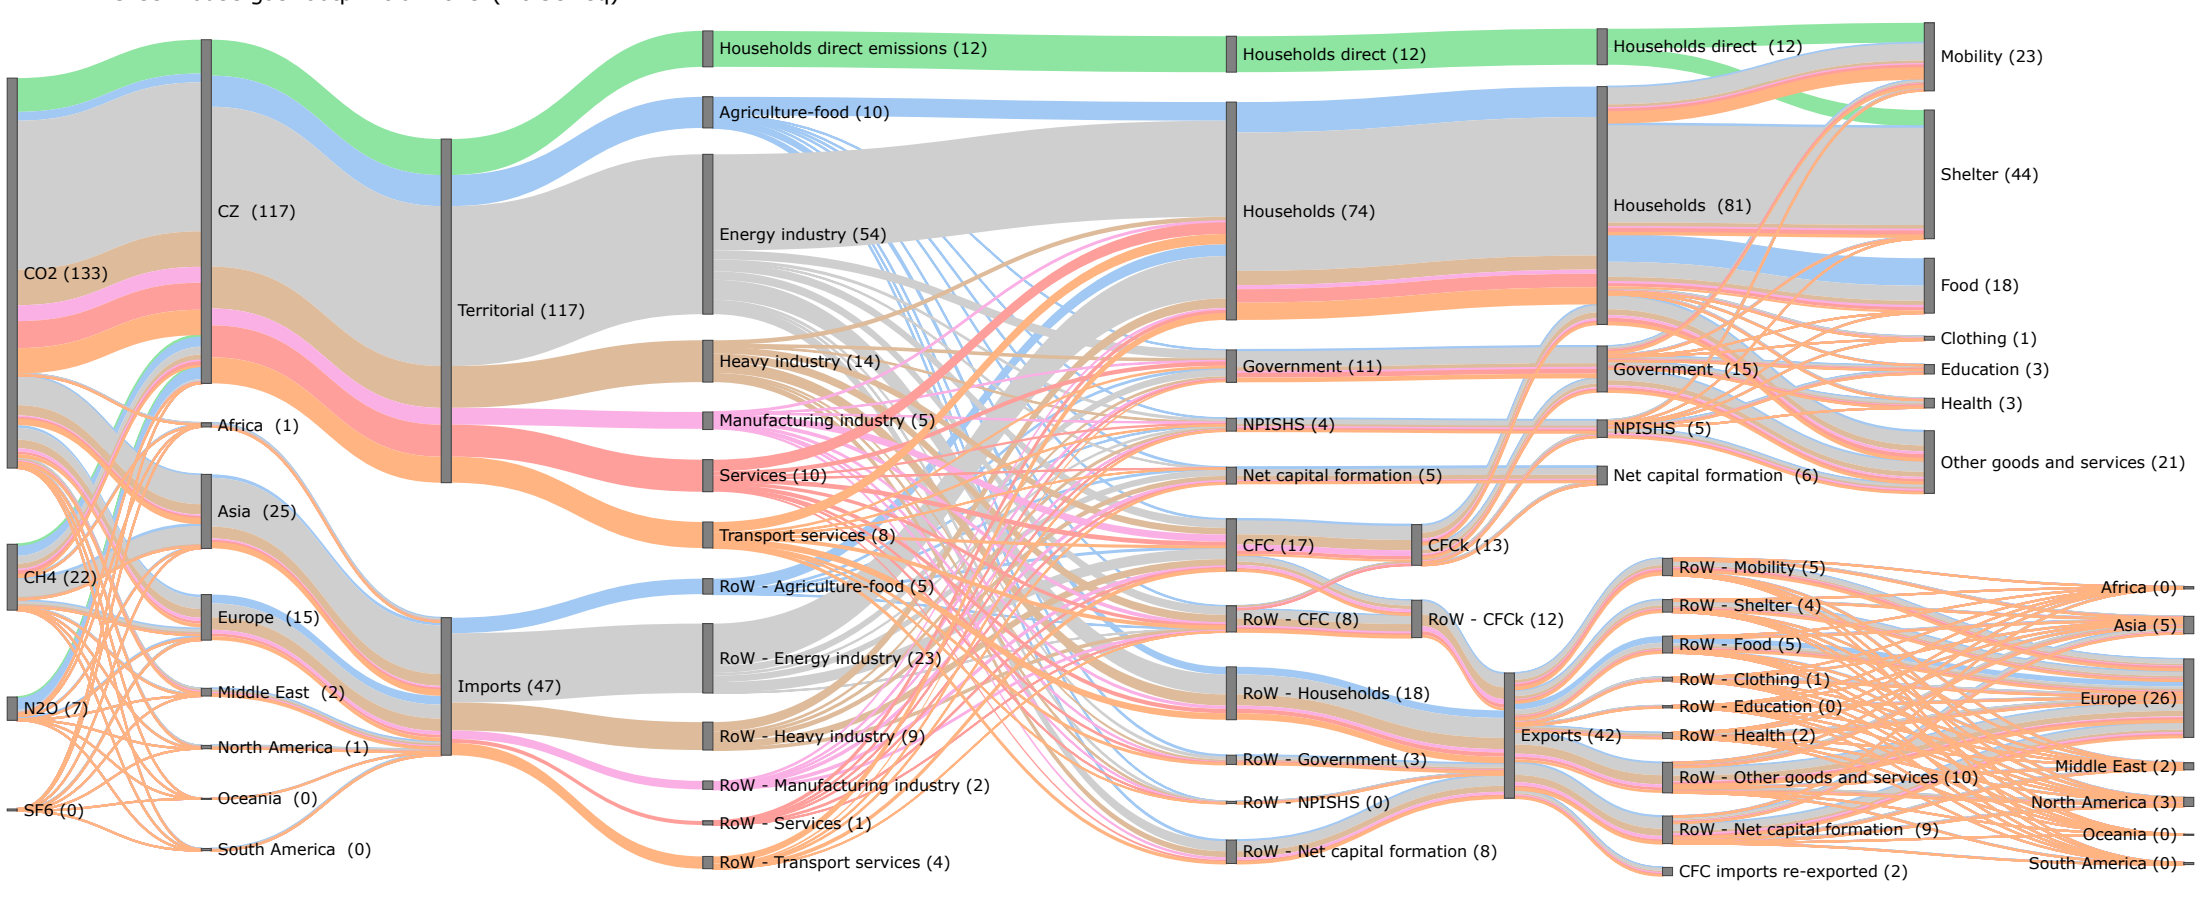 CO2 (133)
CH4 (22)
N2O (7)
SF6 (0)
CZ (117)
Africa (1)
Asia (25)
Europe (15)
Middle East (2)
North America (1)
Oceania (0)
South America (0)
Territorial (117)
Imports (47)
Households direct emissions (12)
Agriculture-food (10)
Energy industry (54)
Heavy industry (14)
Manufacturing industry (5)
Services (10)
Transport services (8)
RoW - Agriculture-food (5)
RoW - Energy industry (23)
RoW - Heavy industry (9)
RoW - Manufacturing industry (2)
RoW - Services (1)
RoW - Transport services (4)
Households direct (12)
Households (74)
Government (11)
NPISHS (4)
Net capital formation (5)
CFC (17)
RoW - CFC (8)
RoW - Households (18)
RoW - Government (3)
RoW - NPISHS (0)
RoW - Net capital formation (8)
CFCk (13)
RoW - CFCk (12)
Exports (42)
Households direct (12)
Households (81)
Government (15)
NPISHS (5)
Net capital formation (6)
RoW - Mobility (5)
RoW - Shelter (4)
RoW - Food (5)
RoW - Clothing (1)
RoW - Education (0)
RoW - Health (2)
RoW - Other goods and services (10)
RoW - Net capital formation (9)
CFC imports re-exported (2)
Mobility (23)
Shelter (44)
Food (18)
Clothing (1)
Education (3)
Health (3)
Other goods and services (21)
Africa (0)
Asia (5)
Europe (26)
Middle East (2)
North America (3)
Oceania (0)
South America (0)